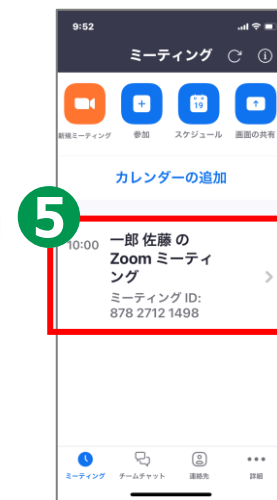 9:52
ミーティング
新規ミーティング 参加 スケジュール 画面の共有
19
カレンダーの追加
5
10:00 一郎 佐藤 の
Zoom ミーティ
ング
ミーティング ID:
878 2712 1498
ミーティング チームチャット 連絡先 詳細